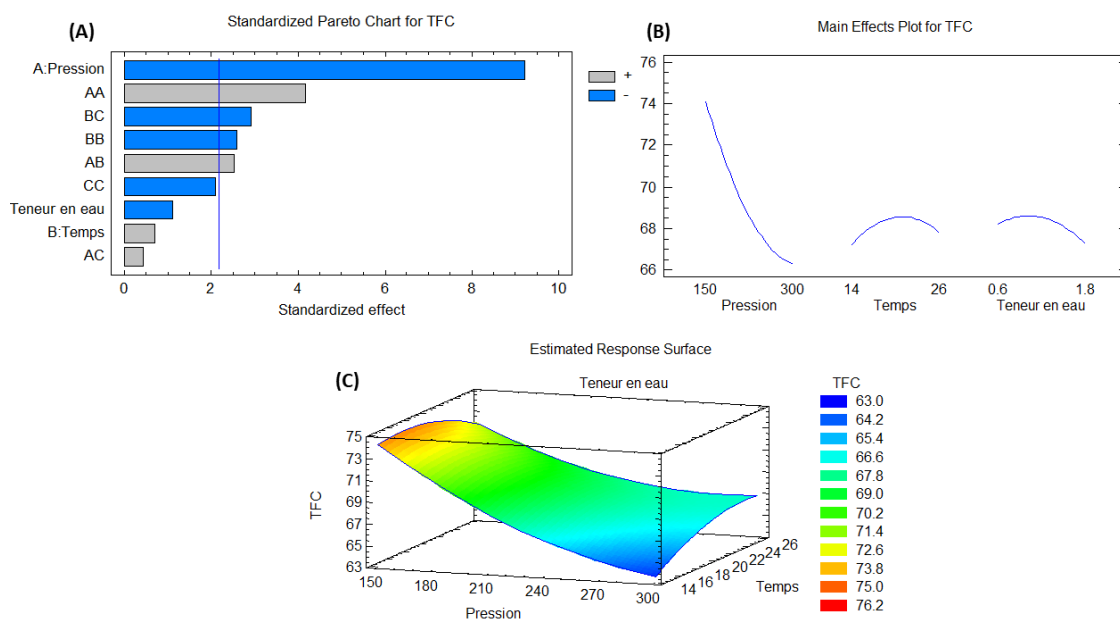 (A)
Standardized Pareto Chart for TFC
A:Pression
AA
BC
BB
AB
CC
Teneur en eau
B:Temps
AC
0 2 4 6 8 10
Standardized effect
+
-
(B)
Main Effects Plot for TFC
76
74
72
70
68
66
150 300 14 26 0.6 1.8
Pression Temps Teneur en eau
Estimated Response Surface
(C)
Teneur en eau
TFC
75
73
71
69
67
65
63
150 180 210 240 270 300
Pression
14 16 18 20 22 24 26
Temps
TFC
63.0
64.2
65.4
66.6
67.8
69.0
70.2
71.4
72.6
73.8
75.0
76.2